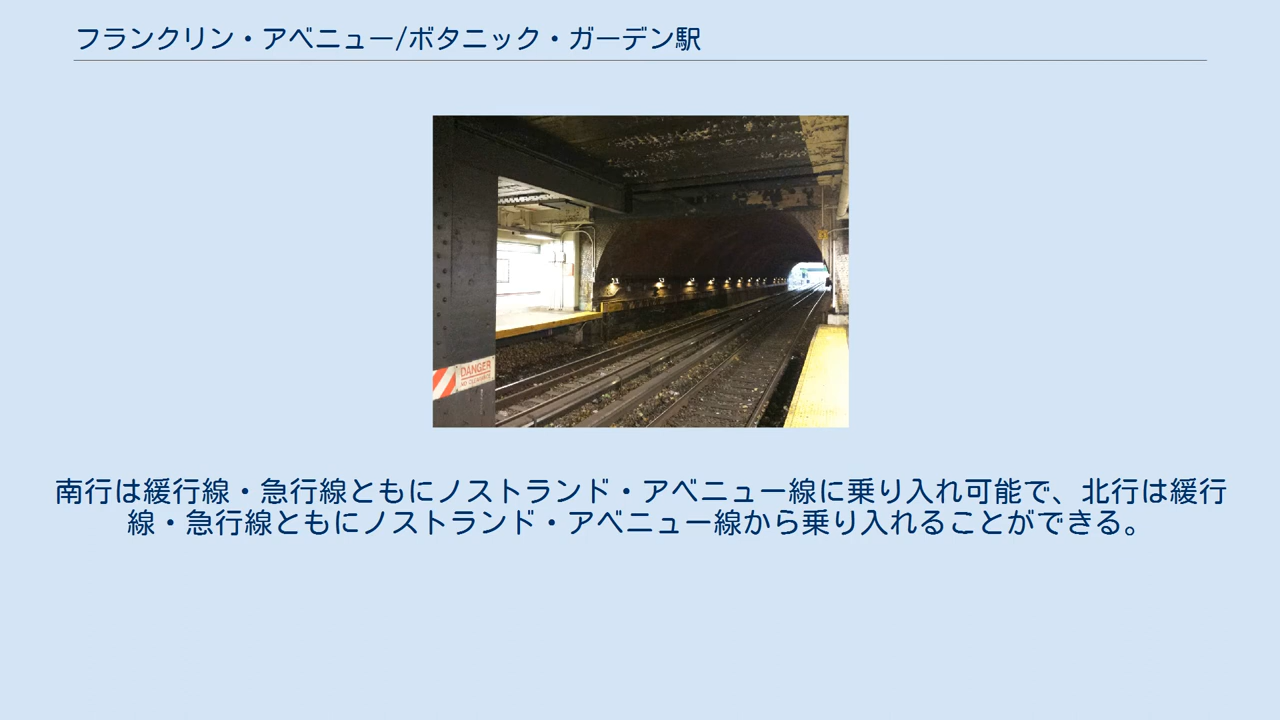 フランクリン・アベニュー/ボタニック・ガーデン駅
DANGER
NO CLEARANCE
南行は緩行線・急行線ともにノストランド・アベニュー線に乗り入れ可能で、北行は緩行
線・急行線ともにノストランド・アベニュー線から乗り入れることができる。